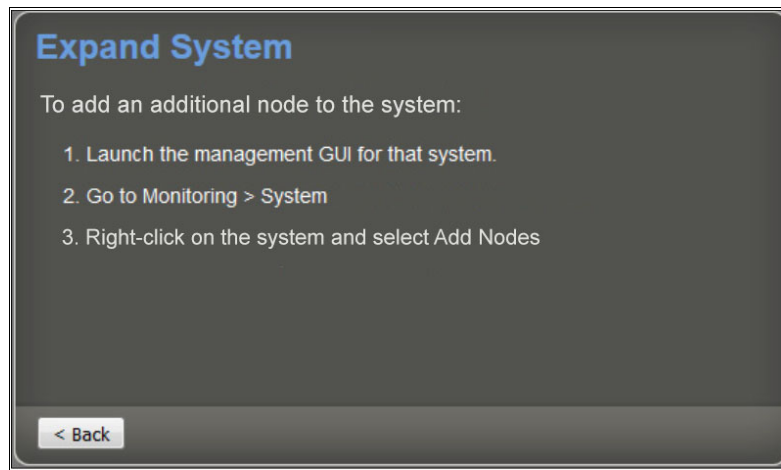 Expand System
To add an additional node to the system:
1. Launch the management GUI for that system.
2. Go to Monitoring > System
3. Right-click on the system and select Add Nodes
< Back